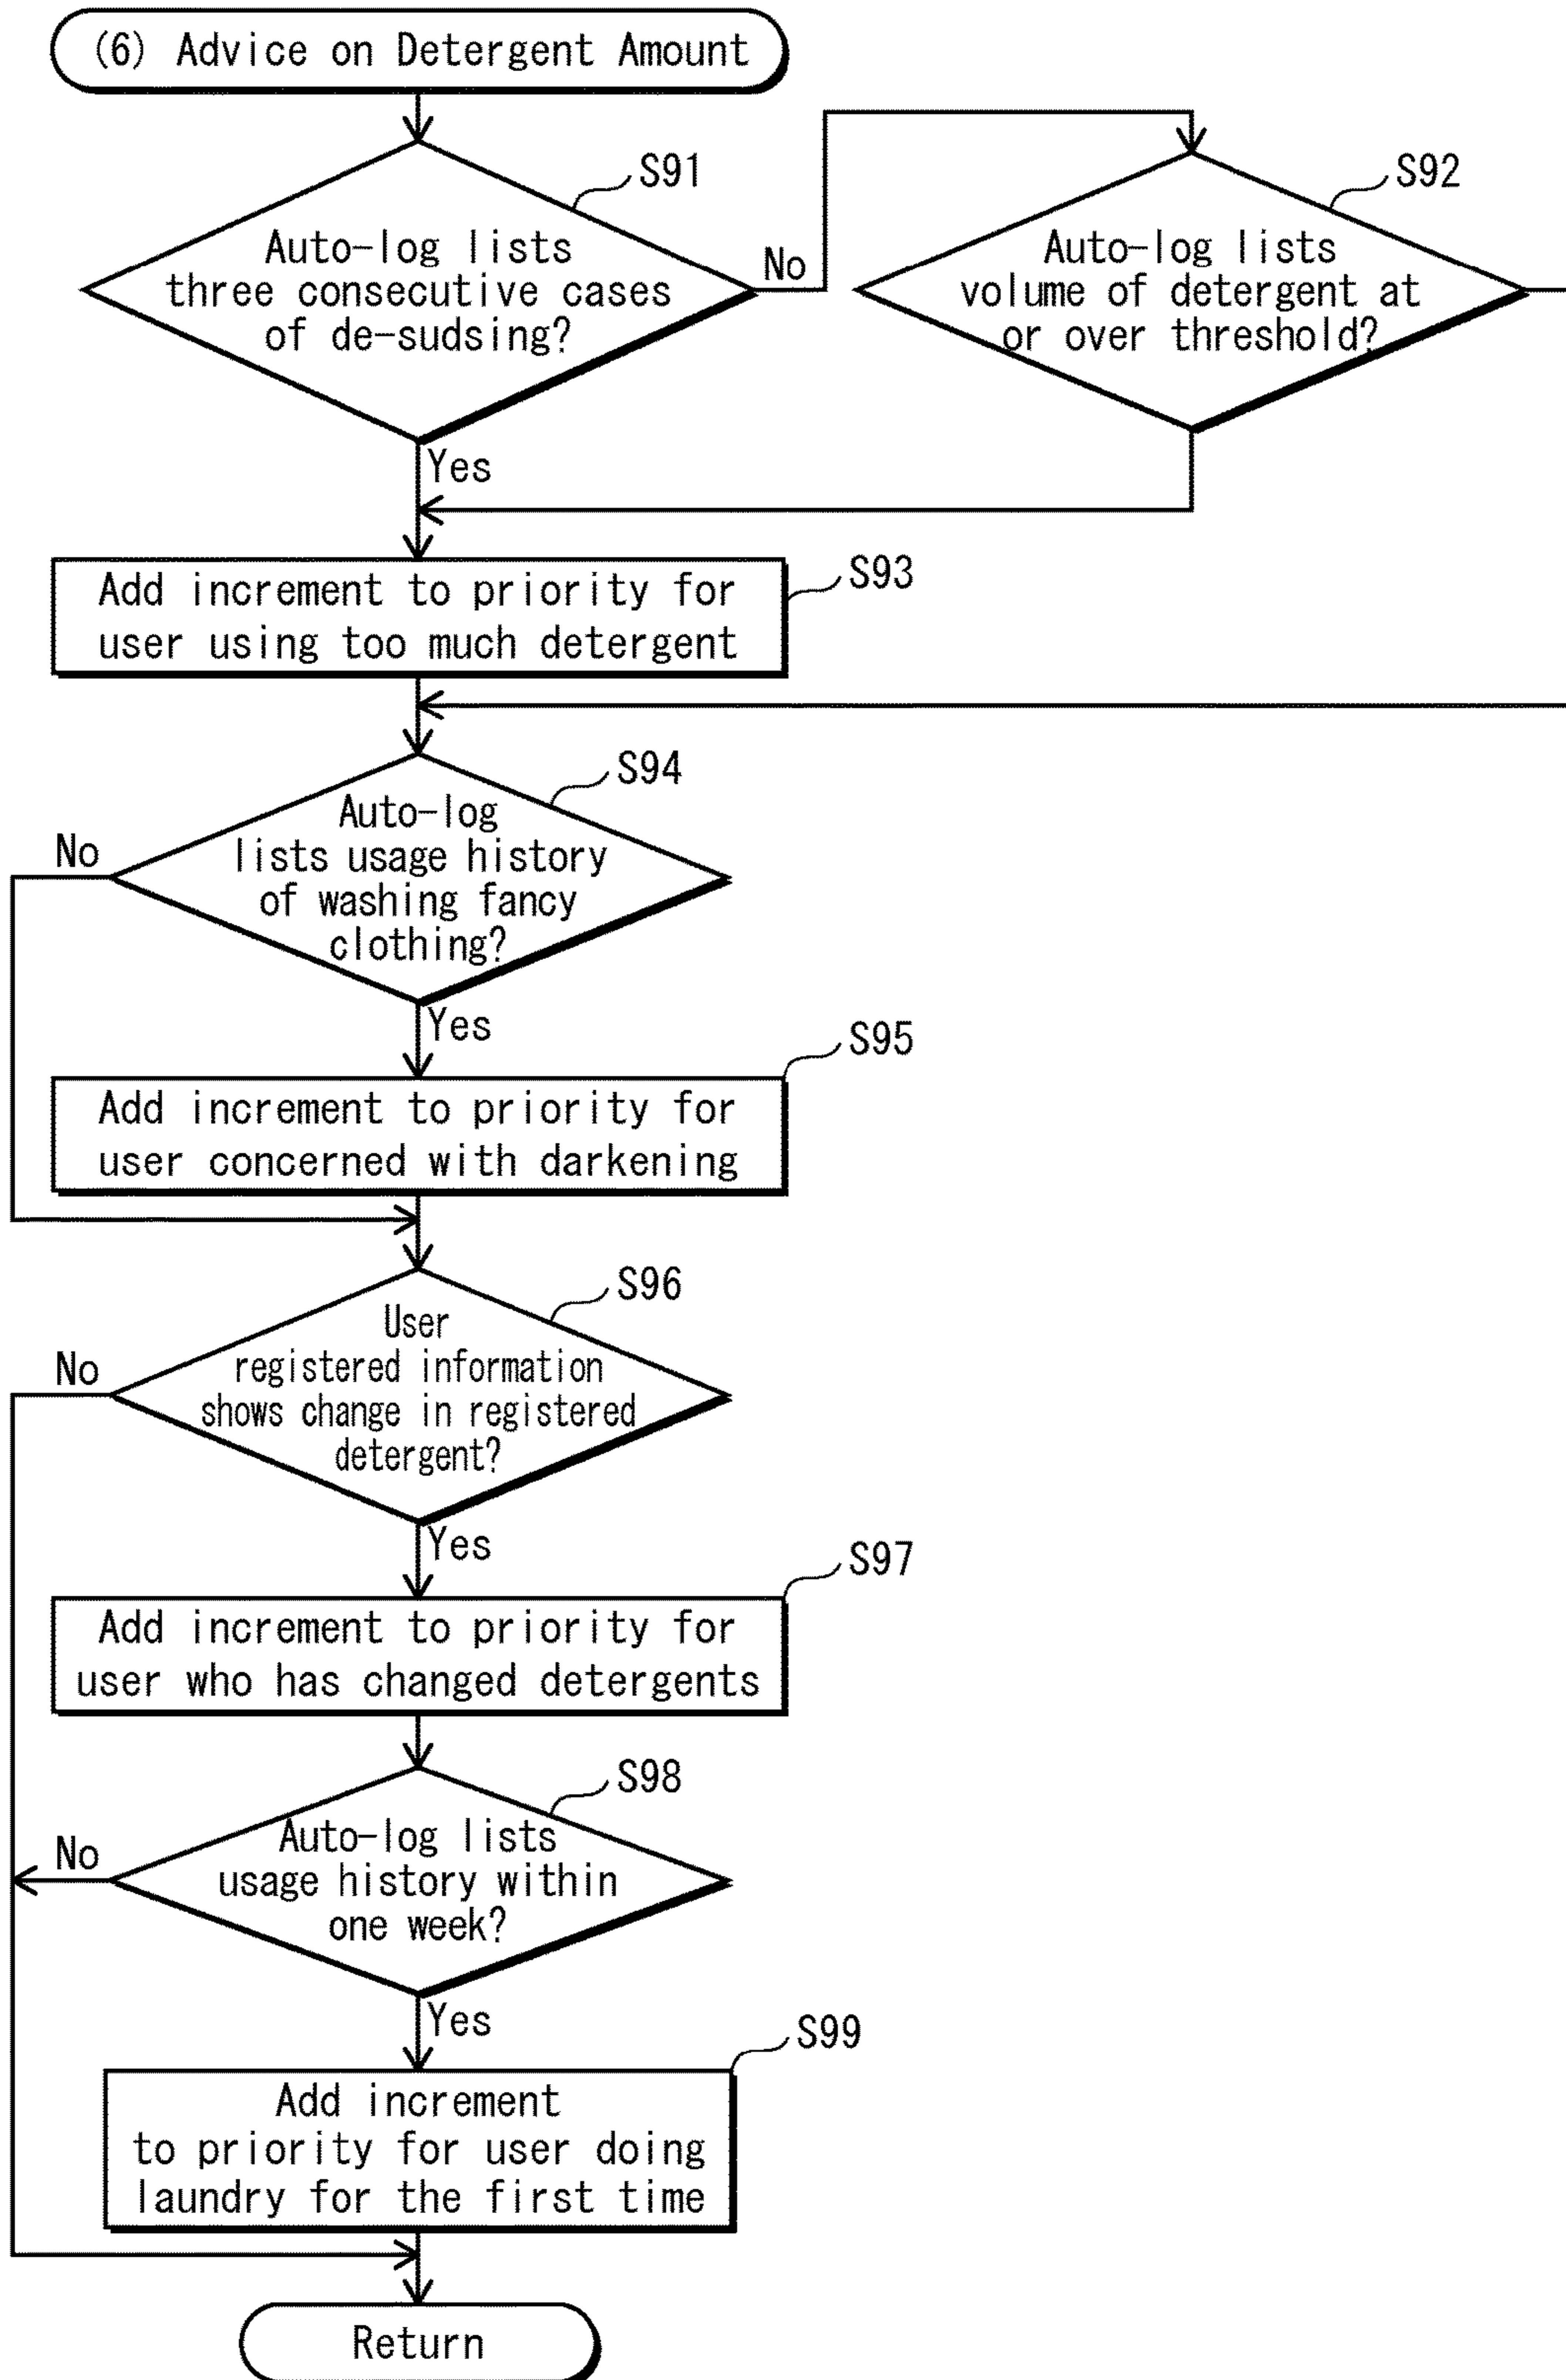 (6) Advice on Detergent Amount
S91
Auto-log lists
three consecutive cases
of de-sudsing?
No
S92
Auto-log lists
volume of detergent at
or over threshold?
Yes
S93
Add increment to priority for
user using too much detergent
S94
Auto-log
lists usage history
of washing fancy
clothing?
No
Yes
S95
Add increment to priority for
user concerned with darkening
S96
User
registered information
shows change in registered
detergent?
No
Yes
S97
Add increment to priority for
user who has changed detergents
S98
Auto-log lists
usage history within
one week?
No
Yes
S99
Add increment
to priority for user doing
laundry for the first time
Return